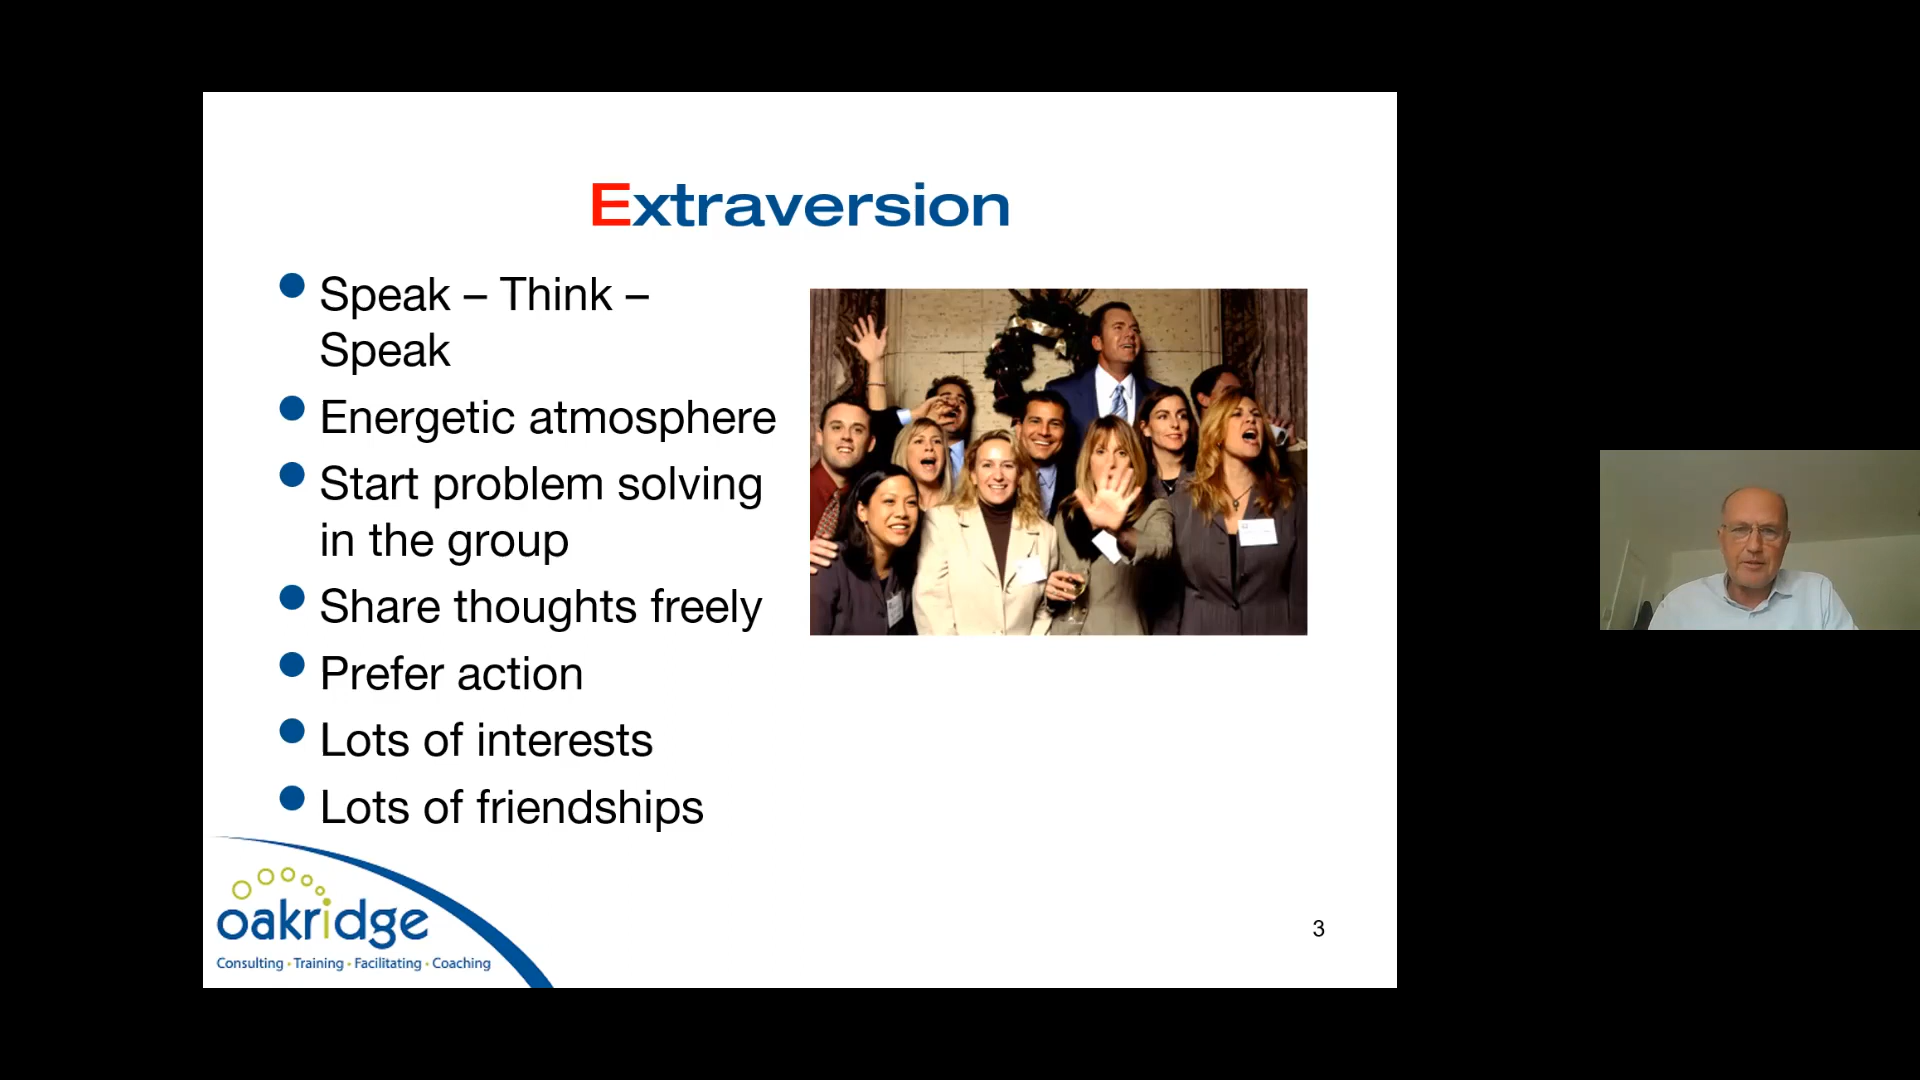 Extraversion
Speak – Think –
Speak
Energetic atmosphere
Start problem solving
in the group
Share thoughts freely
Prefer action
Lots of interests
Lots of friendships
oakridge
Consulting • Training • Facilitating • Coaching
3